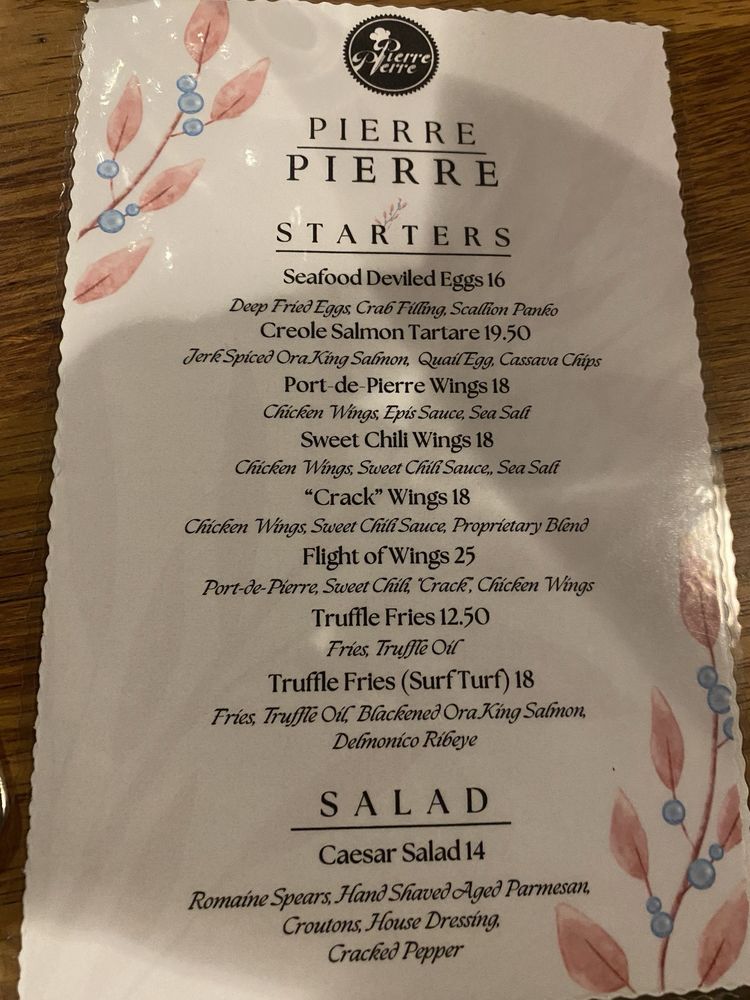 Pierre
Pierre
PIERRE
PIERRE
STARTERS
Seafood Deviled Eggs 16
Deep Fried Eggs, Crab Filling, Scallion Panko
Creole Salmon Tartare 19.50
Jerk Spiced Ora King Salmon, Quail Egg, Cassava Chips
Port-de-Pierre Wings 18
Chicken Wings, Epis Sauce, Sea Salt
Sweet Chili Wings 18
Chicken Wings, Sweet Chili Sauce,, Sea Salt
“Crack” Wings 18
Chicken Wings, Sweet Chili Sauce, Proprietary Blend
Flight of Wings 25
Port-de-Pierre, Sweet Chili, "Crack", Chicken Wings
Truffle Fries 12.50
Fries, Truffle Oil
Truffle Fries (Surf Turf) 18
Fries, Truffle Oil, Blackened Ora King Salmon,
Delmonico Ribeye
SALAD
Caesar Salad 14
Romaine Spears, Hand Shaved Aged Parmesan,
Croutons, House Dressing,
Cracked Pepper